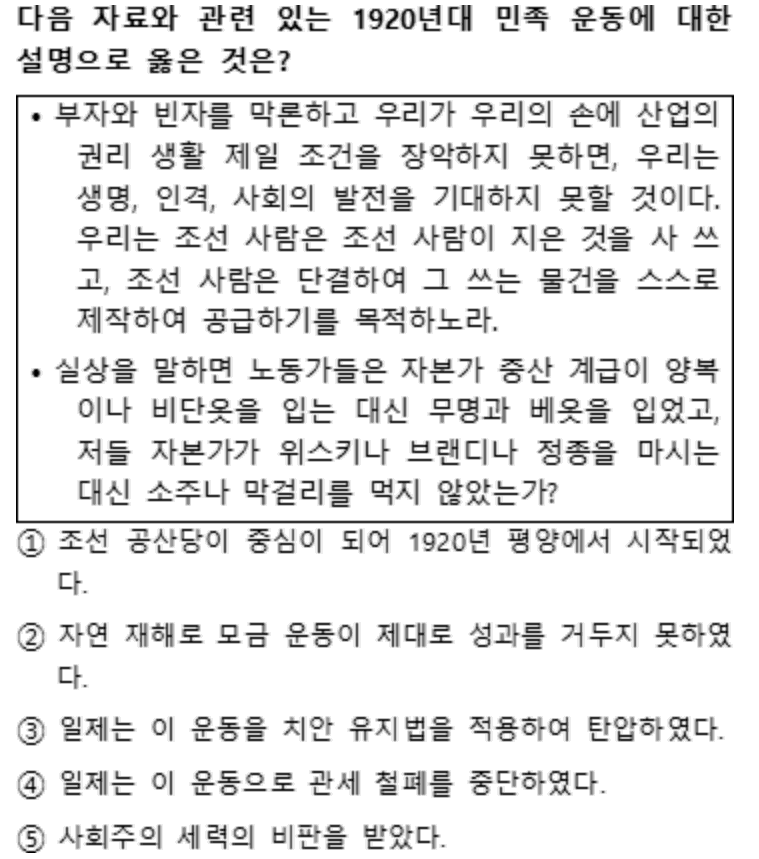 다음 자료와 관련 있는 1920년대 민족 운동에 대한
설명으로 옳은 것은?
• 부자와 빈자를 막론하고 우리가 우리의 손에 산업의
권리 생활 제일 조건을 장악하지 못하면, 우리는
생명, 인격, 사회의 발전을 기대하지 못할 것이다.
우리는 조선 사람은 조선 사람이 지은 것을 사 쓰
고, 조선 사람은 단결하여 그 쓰는 물건을 스스로
제작하여 공급하기를 목적하노라.
• 실상을 말하면 노동가들은 자본가 중산 계급이 양복
이나 비단옷을 입는 대신 무명과 베옷을 입었고,
저들 자본가가 위스키나 브랜디나 정종을 마시는
대신 소주나 막걸리를 먹지 않았는가?
① 조선 공산당이 중심이 되어 1920년 평양에서 시작되었
다.
② 자연 재해로 모금 운동이 제대로 성과를 거두지 못하였
다.
③ 일제는 이 운동을 치안 유지법을 적용하여 탄압하였다.
④ 일제는 이 운동으로 관세 철폐를 중단하였다.
⑤ 사회주의 세력의 비판을 받았다.